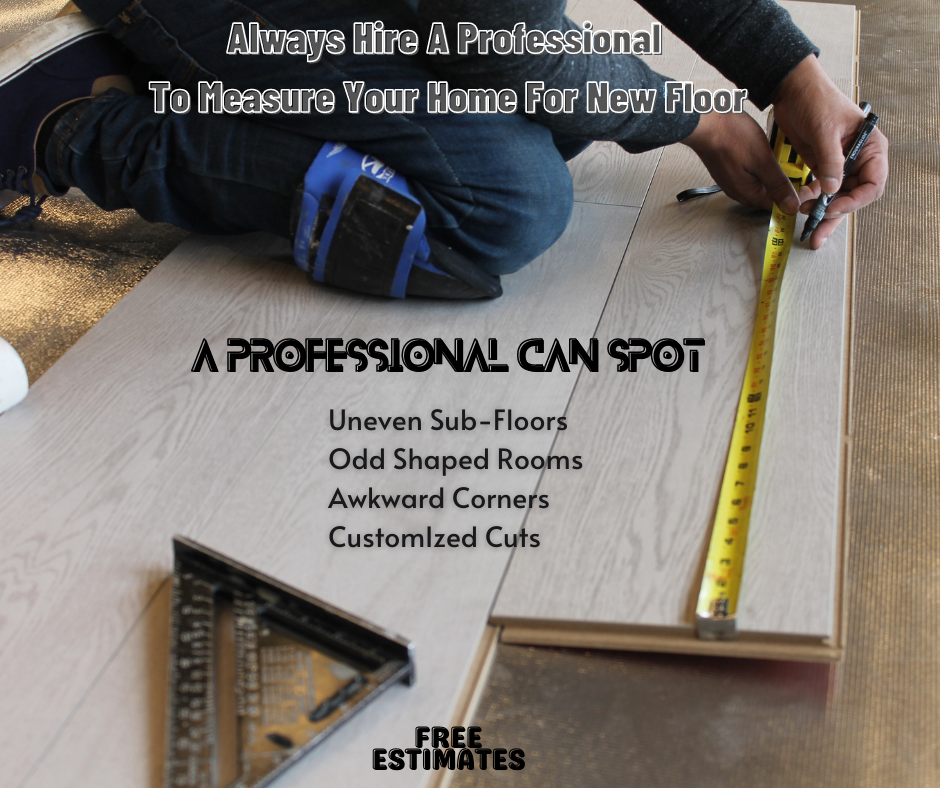 Always Hire A Professional
To Measure Your Home For New Floor
A PROFESSIONAL CAN SPOT
Uneven Sub-Floors
Odd Shaped Rooms
Awkward Corners
CustomIzed Cuts
FREE
ESTIMATES